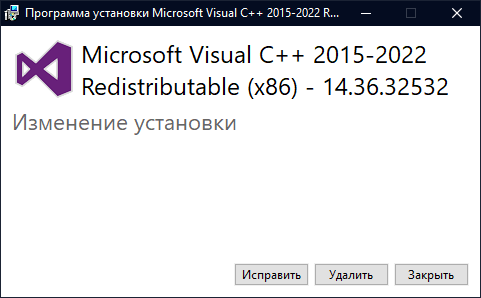 Программа установки Microsoft Visual C++ 2015-2022 R...
Microsoft Visual C++ 2015-2022
Redistributable (x86) - 14.36.32532
Изменение установки
Исправить Удалить Закрыть